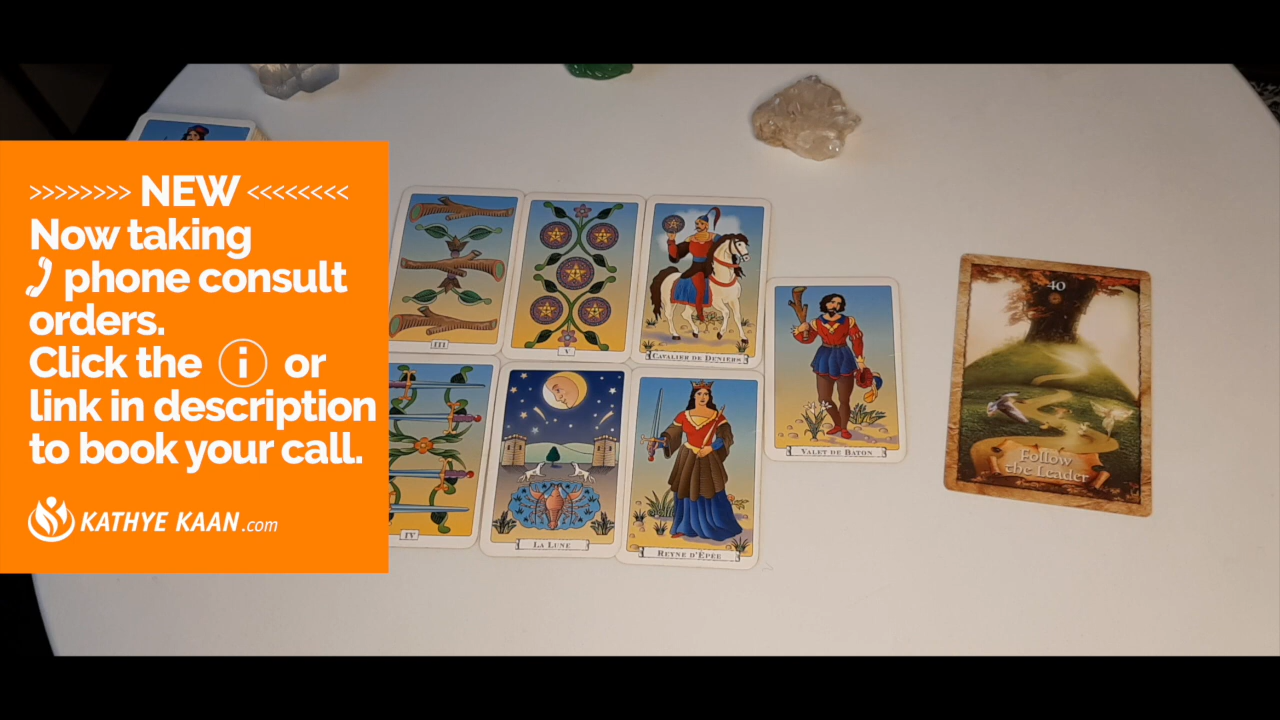 >>>>>>>> NEW <<<<<<<<
Now taking
phone consult
orders.
Click the i or
link in description
to book your call.
KATHYE KAAN.com
III
V
CAVALIER DE DENIERS
VALET DE BATON
IV
LA LUNE
REYNE D'ÉPÉE
40
Follow
the Leader